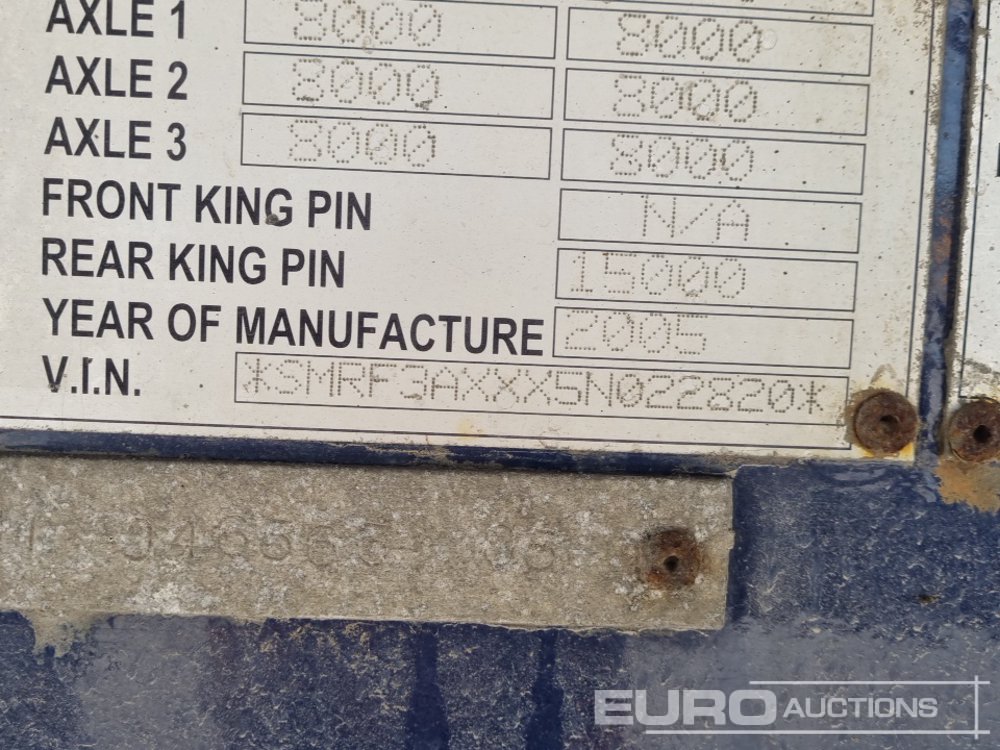 AXLE 1 8000 8000
AXLE 2 8000 8000
AXLE 3 8000 8000
FRONT KING PIN N/A
REAR KING PIN 15000
YEAR OF MANUFACTURE 2005
V.I.N. *SMRF3AXXX5N022820*
EURO AUCTIONS